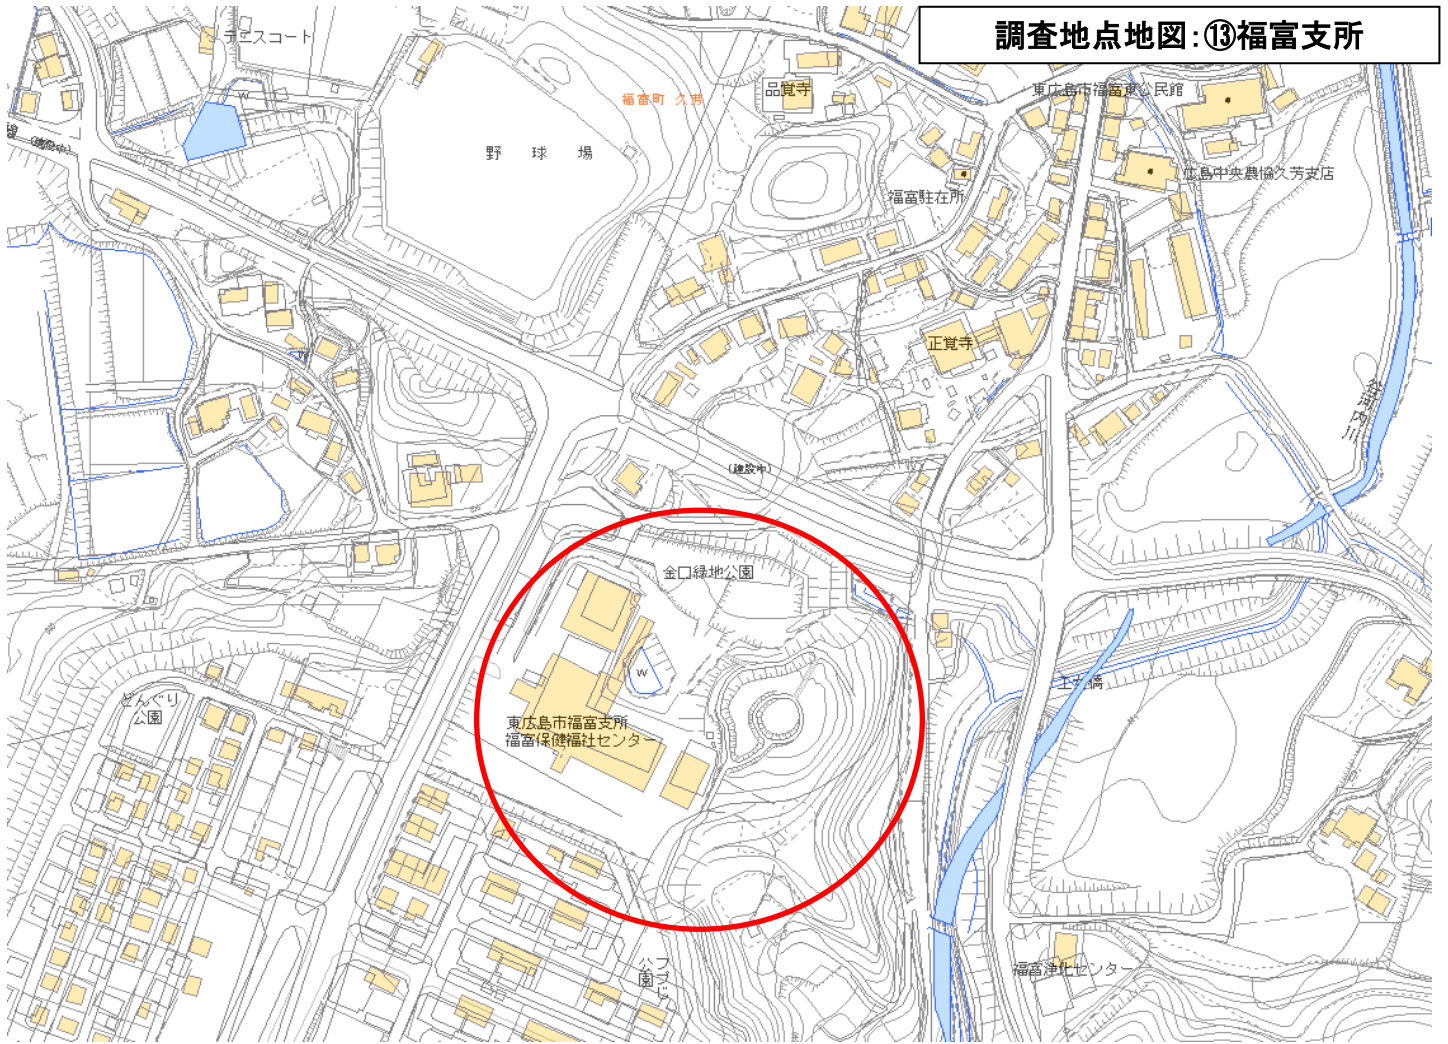 調査地点地図:⑬福富支所
テニスコート
福富町 久芳
品覚寺
東広島市福富東公民館
野球場
(建設中)
広島中央農協久芳支店
福富駐在所
正覚寺
(建設中)
金口緑地公園
W
W
どんぐり
公園
東広島市福富支所
福富保健福祉センター
福富浄化センター